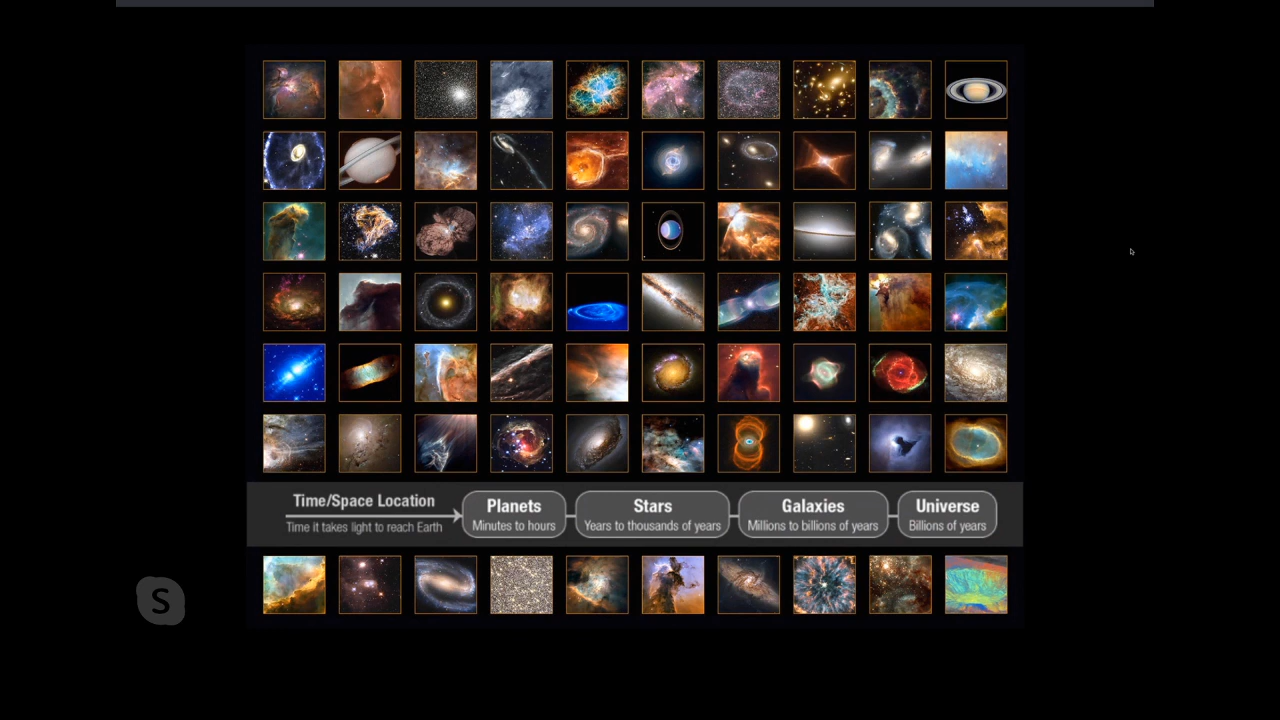 Time/Space Location
Time it takes light to reach Earth
Planets
Minutes to hours
Stars
Years to thousands of years
Galaxies
Millions to billions of years
Universe
Billions of years
S